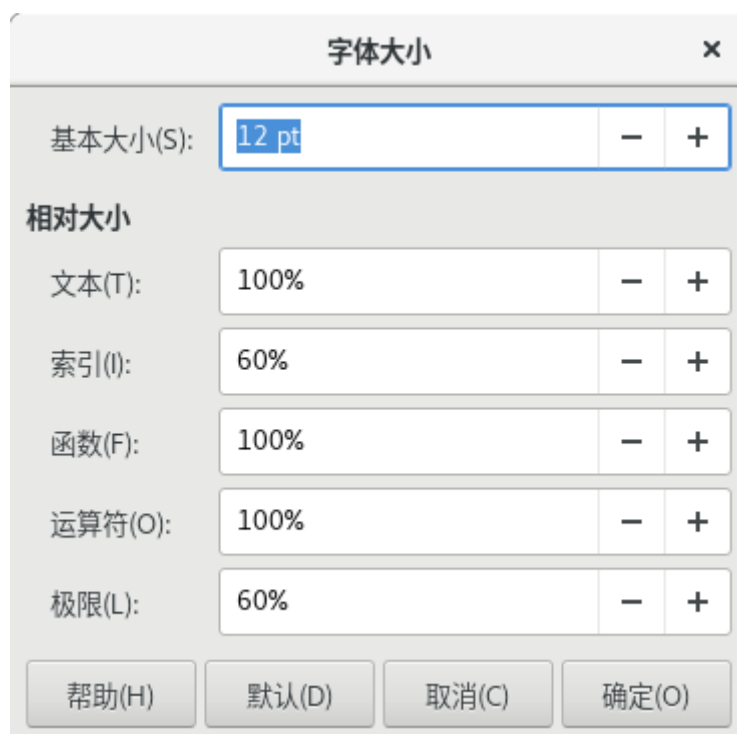 字体大小
基本大小(S): 12 pt
相对大小
文本(T): 100%
索引(I): 60%
函数(F): 100%
运算符(O): 100%
极限(L): 60%
帮助(H) 默认(D) 取消(C) 确定(O)